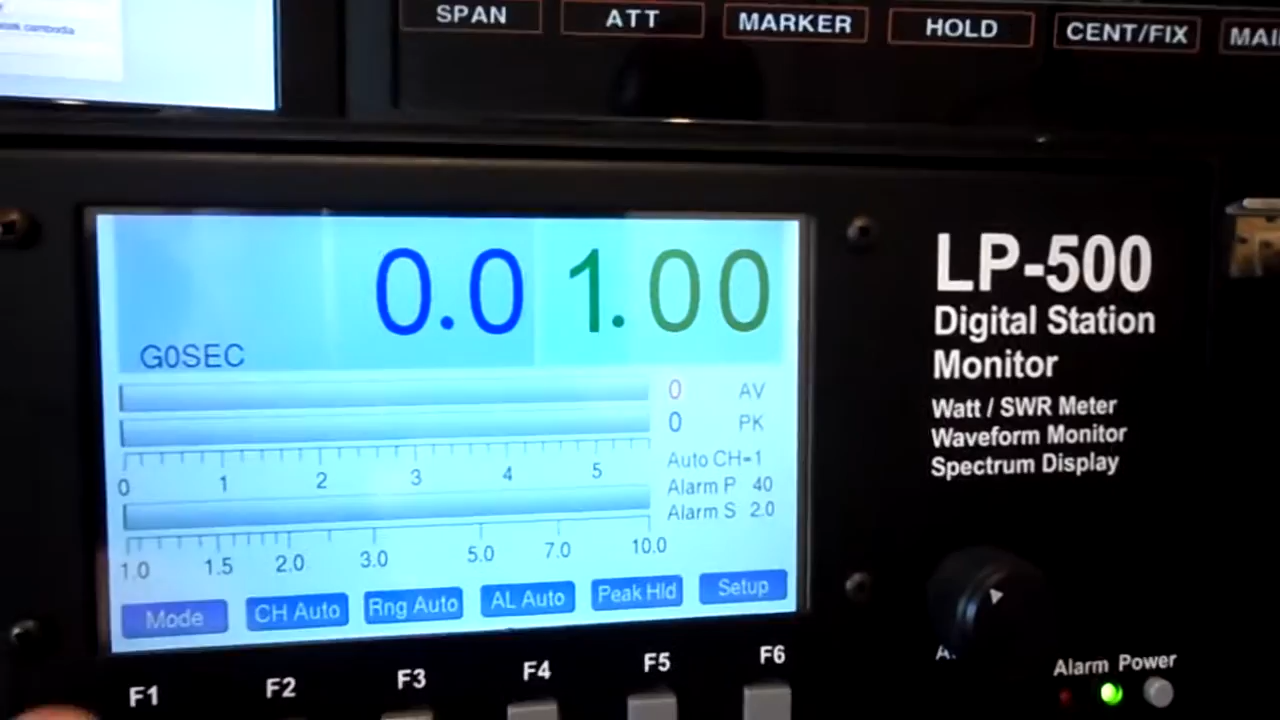 cambodia
SPAN ATT MARKER HOLD CENT/FIX
0.0 1.00
G0SEC
0 AV
0 PK
0 1 2 3 4 5
Auto CH-1
Alarm P 40
Alarm S 2.0
1.0 1.5 2.0 3.0 5.0 7.0 10.0
Mode CH Auto Rng Auto AL Auto Peak Hld Setup
F1 F2 F3 F4 F5 F6
LP-500
Digital Station
Monitor
Watt / SWR Meter
Waveform Monitor
Spectrum Display
Alarm Power